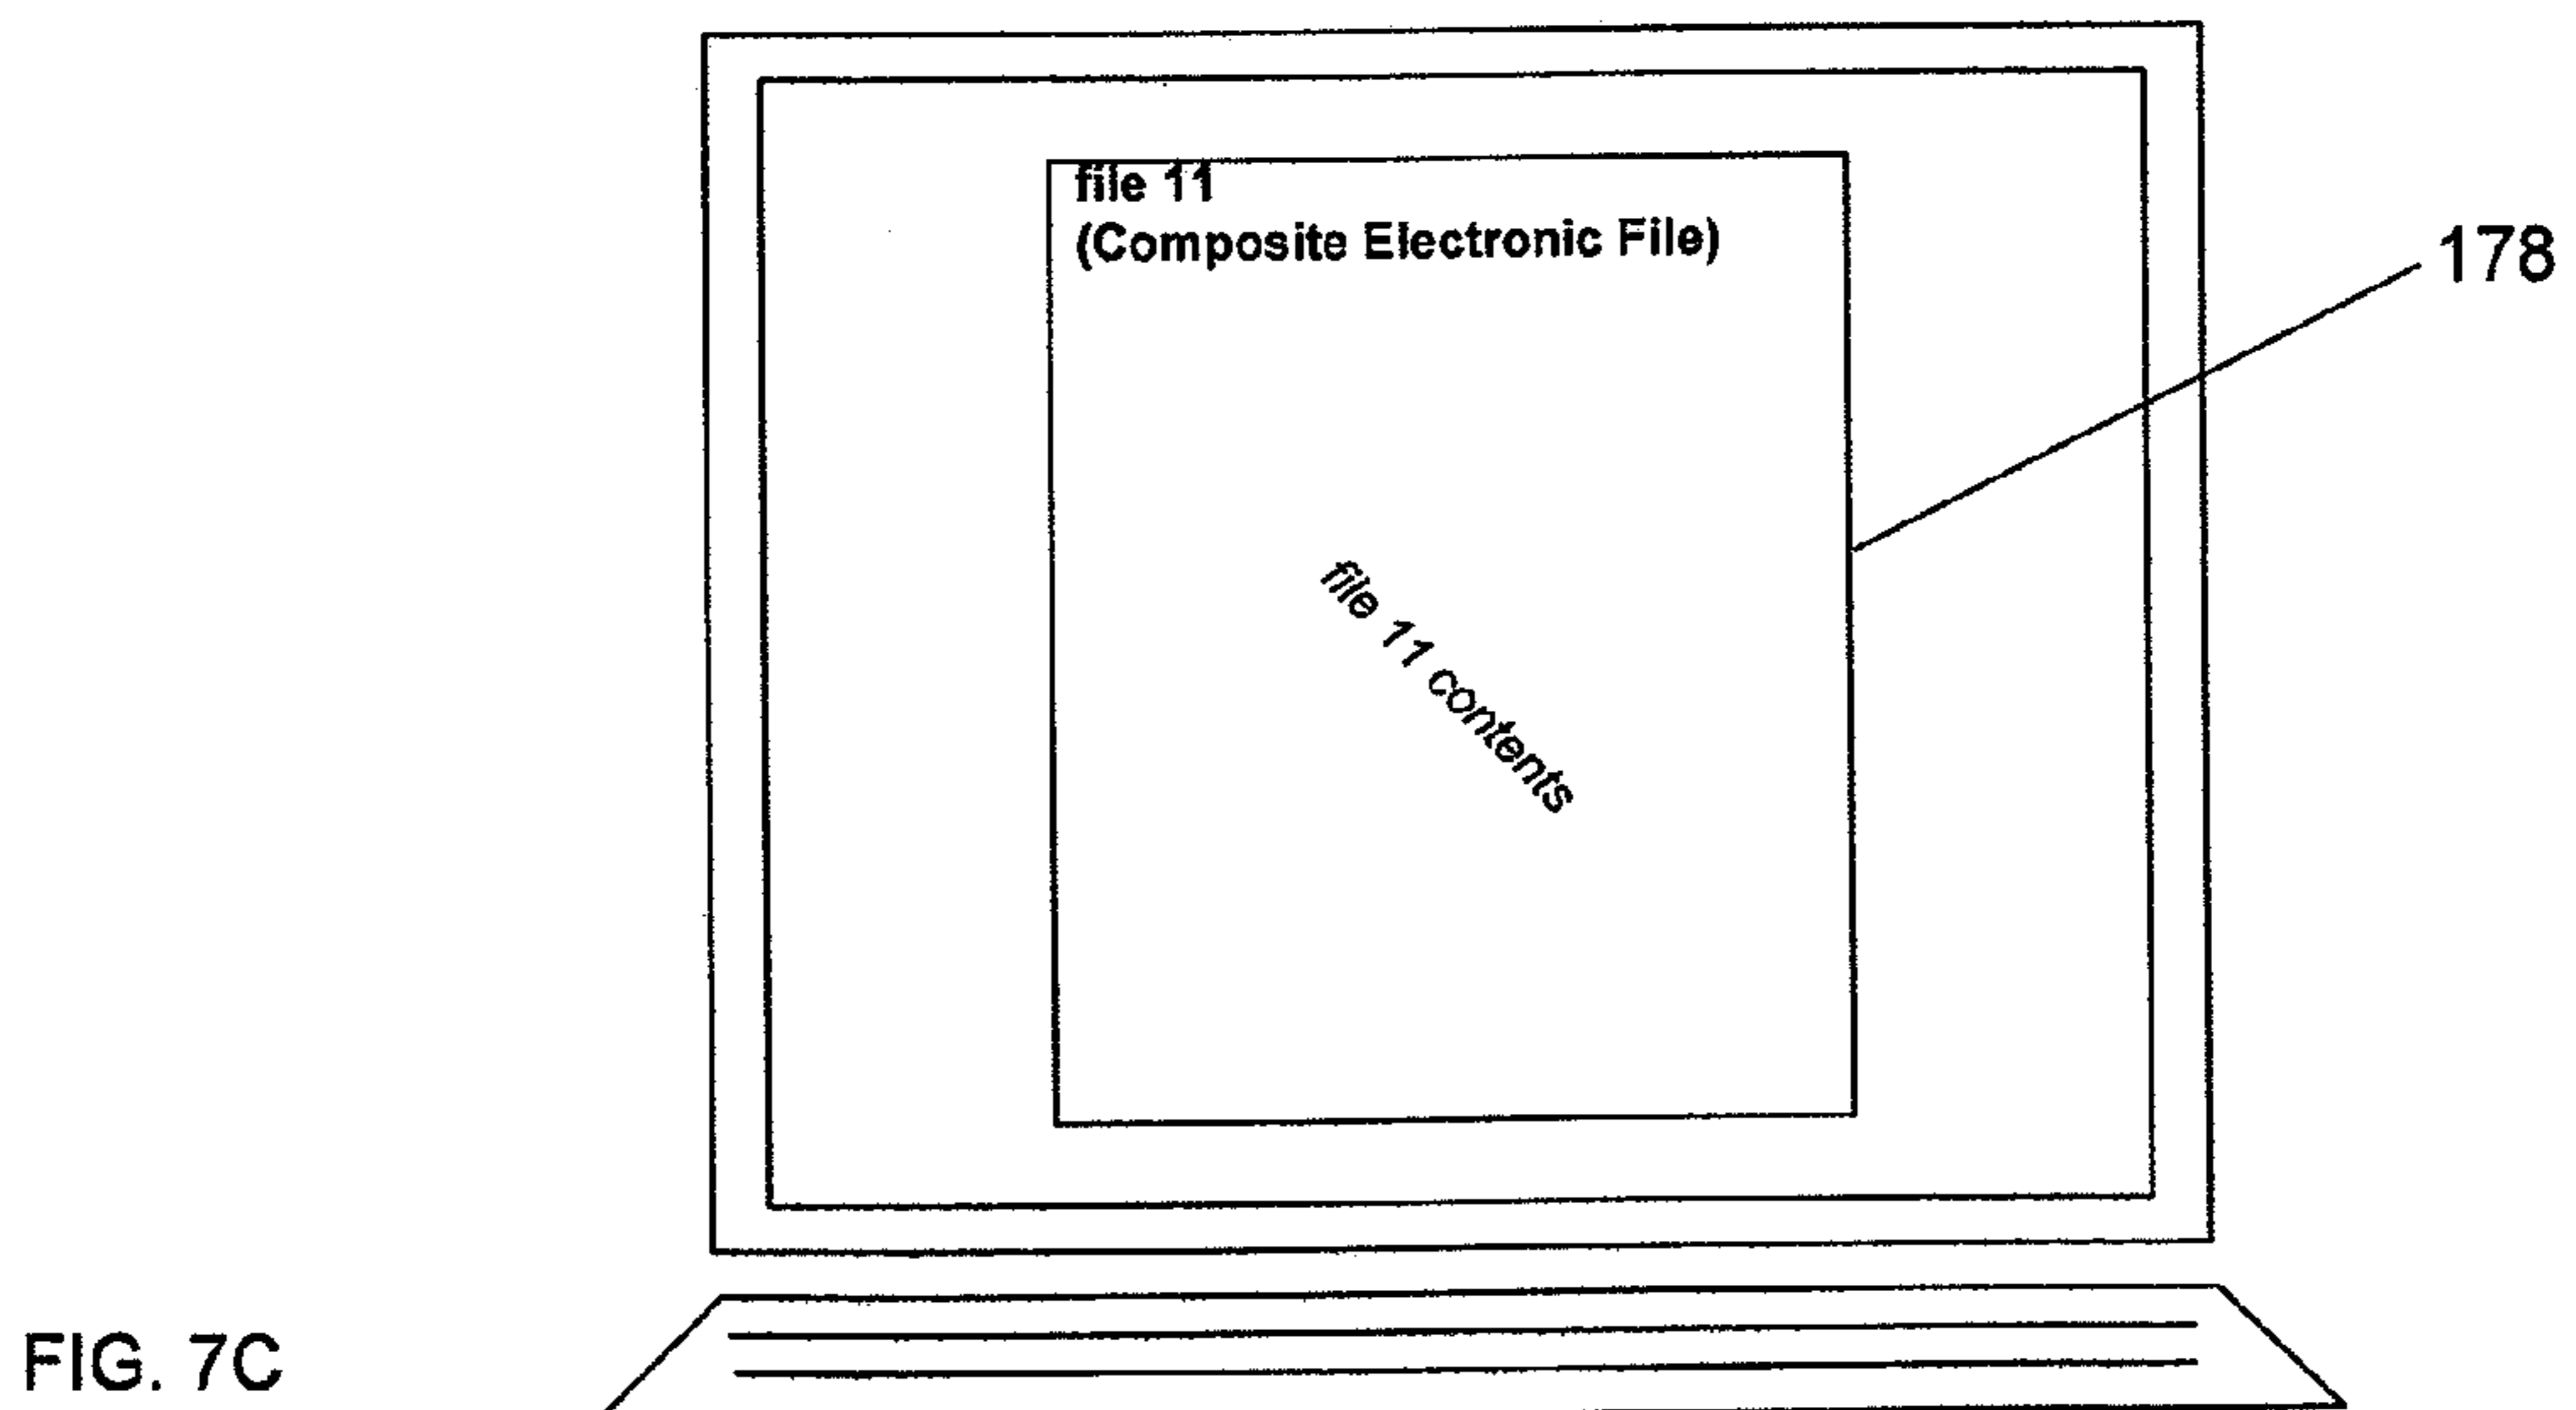 file 11
(Composite Electronic File)
178
file 11 contents
FIG. 7C